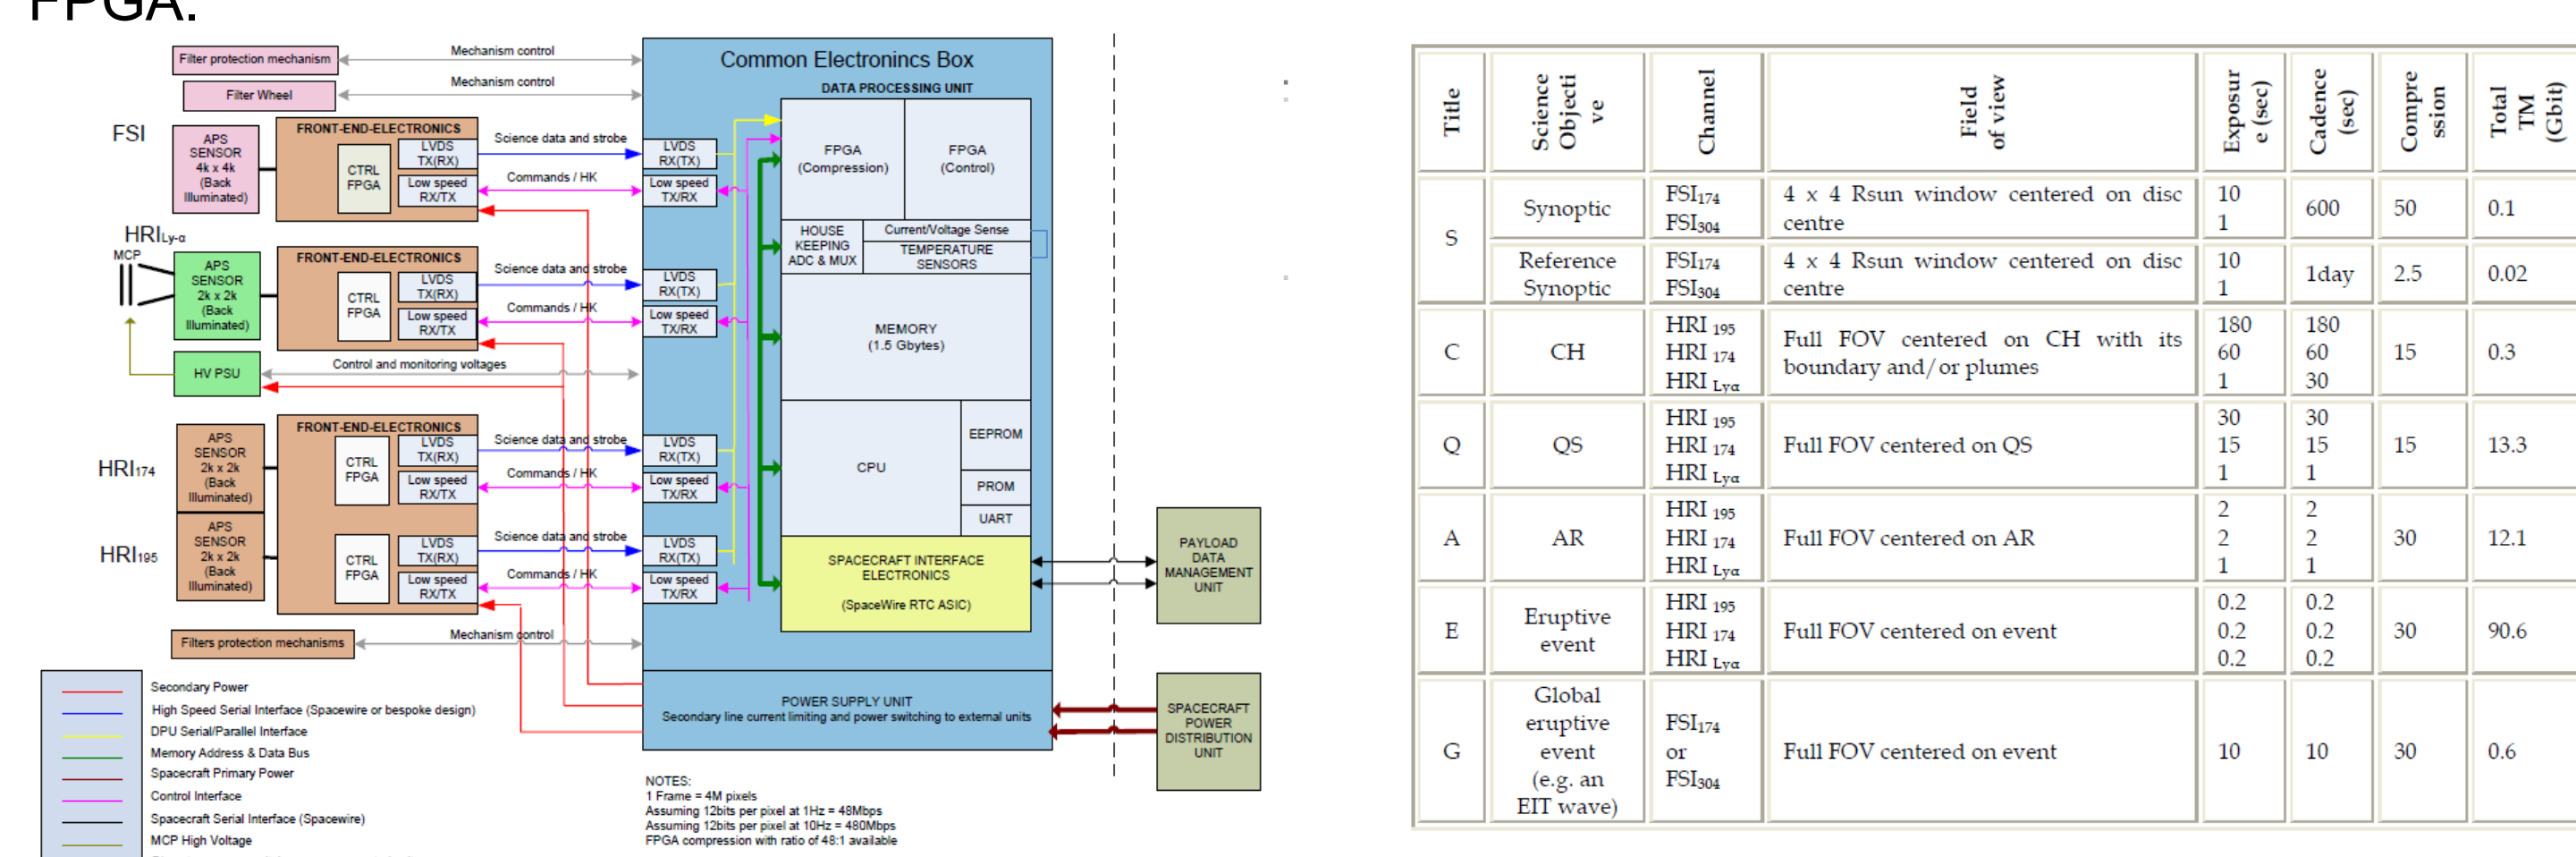 FPGA.
Filter protection mechanism
Mechanism control
Filter Wheel
Mechanism control
Common Electronincs Box
DATA PROCESSING UNIT
FSI
APS
SENSOR
4k x 4k
(Back
Illuminated)
FRONT-END-ELECTRONICS
CTRL
FPGA
LVDS
TX(RX)
Low speed
RX/TX
Science data and strobe
Commands / HK
LVDS
RX(TX)
Low speed
TX/RX
FPGA
(Compression)
FPGA
(Control)
HOUSE
KEEPING
ADC & MUX
Current/Voltage Sense
TEMPERATURE
SENSORS
HRILy-α
MCP
APS
SENSOR
2k x 2k
(Back
Illuminated)
FRONT-END-ELECTRONICS
CTRL
FPGA
LVDS
TX(RX)
Low speed
RX/TX
Science data and strobe
Commands / HK
LVDS
RX(TX)
Low speed
TX/RX
MEMORY
(1.5 Gbytes)
HV PSU
Control and monitoring voltages
HRI174
APS
SENSOR
2k x 2k
(Back
Illuminated)
FRONT-END-ELECTRONICS
CTRL
FPGA
LVDS
TX(RX)
Low speed
RX/TX
Science data and strobe
Commands / HK
LVDS
RX(TX)
Low speed
TX/RX
CPU
EEPROM
PROM
UART
HRI195
APS
SENSOR
2k x 2k
(Back
Illuminated)
CTRL
FPGA
LVDS
TX(RX)
Low speed
RX/TX
Science data and strobe
Commands / HK
LVDS
RX(TX)
Low speed
TX/RX
SPACECRAFT INTERFACE
ELECTRONICS
(SpaceWire RTC ASIC)
PAYLOAD
DATA
MANAGEMENT
UNIT
Filters protection mechanisms
Mechanism control
POWER SUPPLY UNIT
Secondary line current limiting and power switching to external units
SPACECRAFT
POWER
DISTRIBUTION
UNIT
Secondary Power
High Speed Serial Interface (Spacewire or bespoke design)
DPU Serial/Parallel Interface
Memory Address & Data Bus
Spacecraft Primary Power
Control Interface
Spacecraft Serial Interface (Spacewire)
MCP High Voltage
NOTES:
1 Frame = 4M pixels
Assuming 12bits per pixel at 1Hz = 48Mbps
Assuming 12bits per pixel at 10Hz = 480Mbps
FPGA compression with ratio of 48:1 available
Title
Science
Objecti
ve
Channel
Field
of view
Exposur
e (sec)
Cadence
(sec)
Compre
ssion
Total
TM
(Gbit)
S
Synoptic
FSI174
FSI304
4 x 4 Rsun window centered on disc
centre
10
1
600
50
0.1
Reference
Synoptic
FSI174
FSI304
4 x 4 Rsun window centered on disc
centre
10
1
1day
2.5
0.02
C
CH
HRI 195
HRI 174
HRI Lyα
Full FOV centered on CH with its
boundary and/or plumes
180
60
1
180
60
30
15
0.3
Q
QS
HRI 195
HRI 174
HRI Lyα
Full FOV centered on QS
30
15
1
30
15
1
15
13.3
A
AR
HRI 195
HRI 174
HRI Lyα
Full FOV centered on AR
2
2
1
2
2
1
30
12.1
E
Eruptive
event
HRI 195
HRI 174
HRI Lyα
Full FOV centered on event
0.2
0.2
0.2
0.2
0.2
0.2
30
90.6
G
Global
eruptive
event
(e.g. an
EIT wave)
FSI174
or
FSI304
Full FOV centered on event
10
10
30
0.6